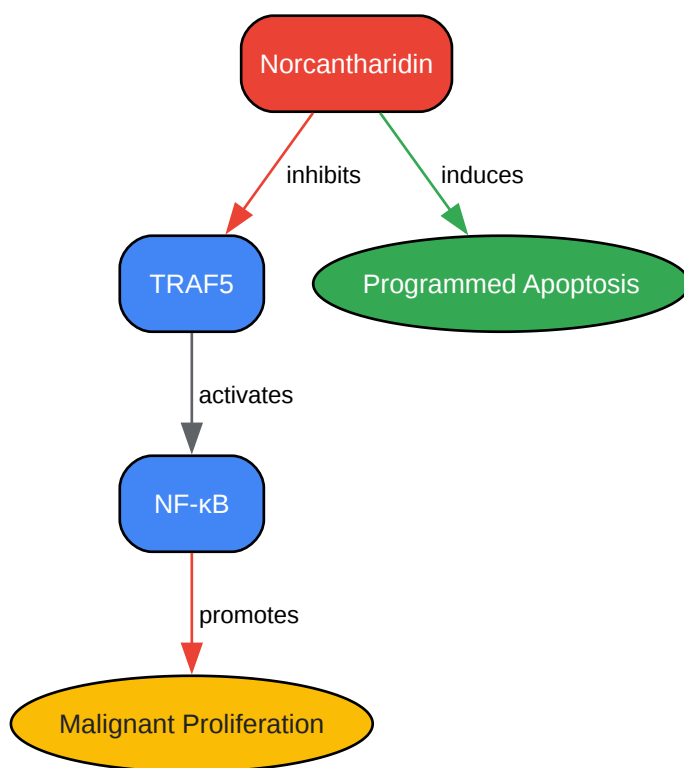 Norcantharidin
inhibits
induces
TRAF5
Programmed Apoptosis
activates
NF-κB
promotes
Malignant Proliferation